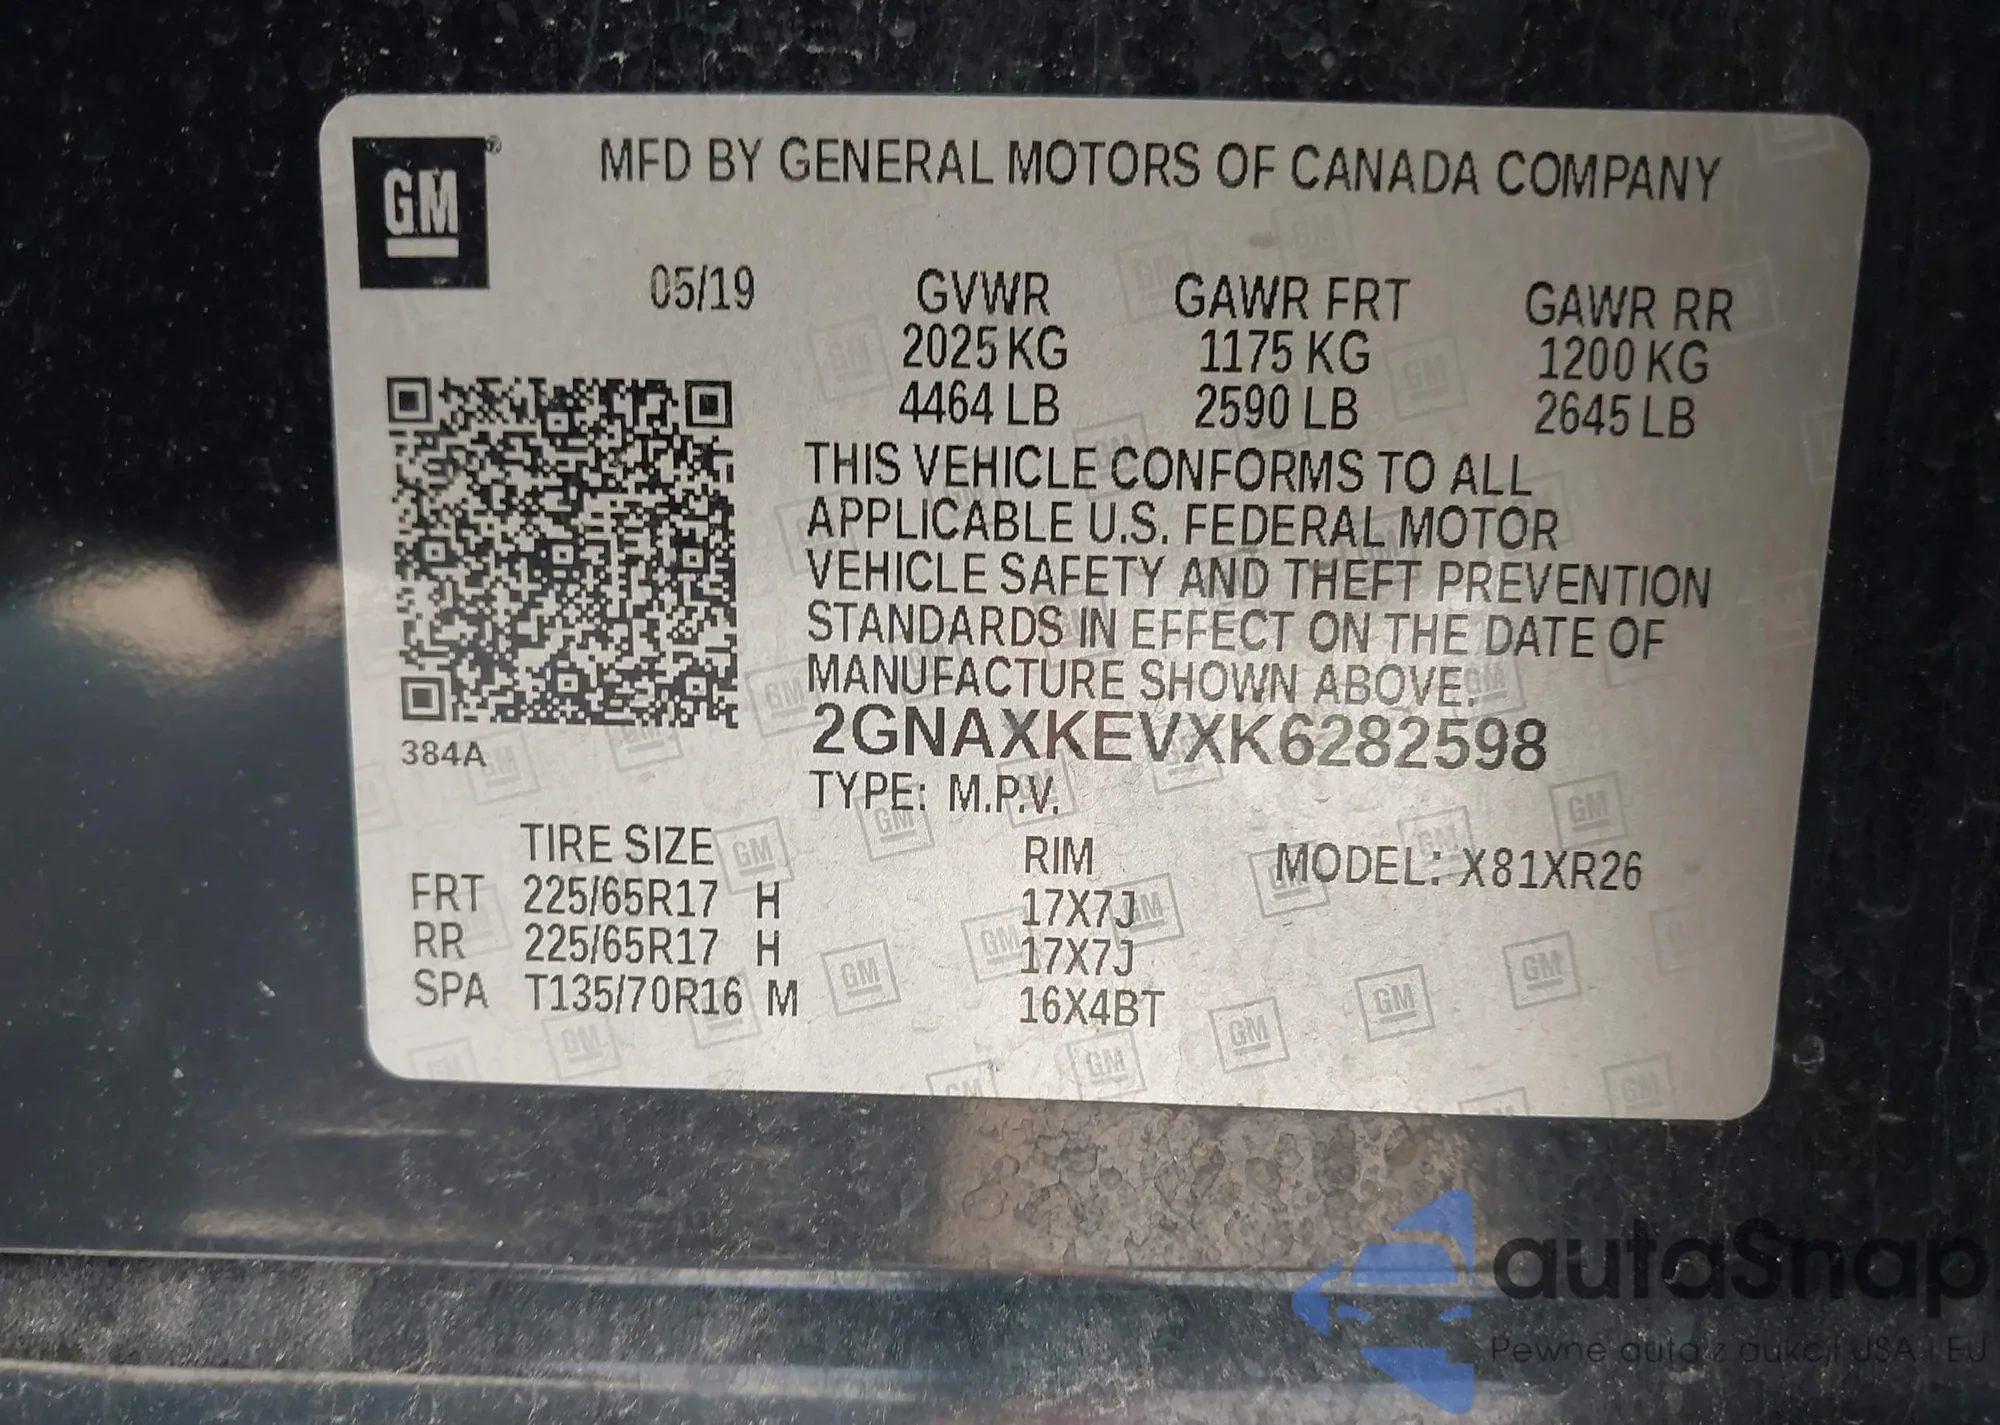 GM®
MFD BY GENERAL MOTORS OF CANADA COMPANY
05/19 GVWR GAWR FRT GAWR RR
2025 KG 1175 KG 1200 KG
4464 LB 2590 LB 2645 LB
THIS VEHICLE CONFORMS TO ALL
APPLICABLE U.S. FEDERAL MOTOR
VEHICLE SAFETY AND THEFT PREVENTION
STANDARDS IN EFFECT ON THE DATE OF
MANUFACTURE SHOWN ABOVE.
2GNAXKEVXK6282598
384A
TYPE: M.P.V.
TIRE SIZE RIM MODEL: X81XR26
FRT 225/65R17 H 17X7J
RR 225/65R17 H 17X7J
SPA T135/70R16 M 16X4BT
autaSnap
Pewne auta z aukcji USA i EU